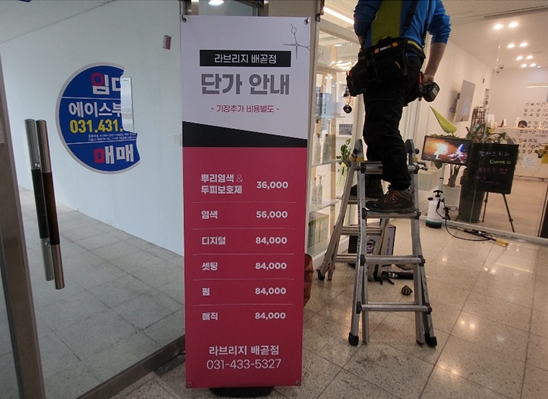 라브리지 배곧점
단가 안내
- 기장추가 비용별도 -
뿌리염색 &
두피보호제 36,000
염색 56,000
디지털 84,000
셋팅 84,000
펌 84,000
매직 84,000
라브리지 배곧점
031-433-5327
임대
에이스부
031.431.
매매